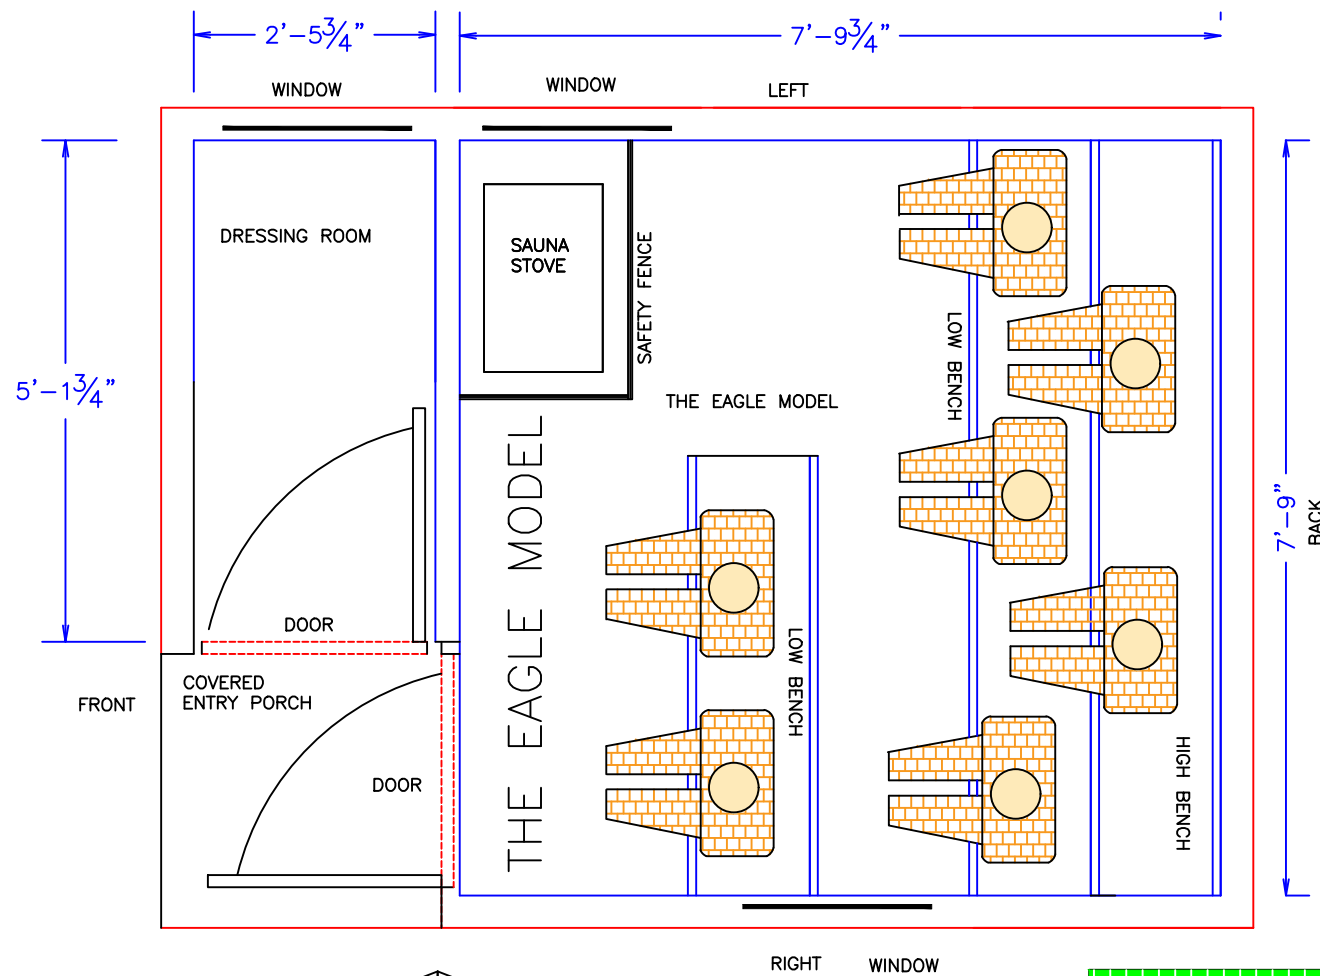 2'-5¾"
7'-9¾"
WINDOW
WINDOW
LEFT
DRESSING ROOM
SAUNA
STOVE
SAFETY FENCE
LOW BENCH
5'-1¾"
THE EAGLE MODEL
THE EAGLE MODEL
7'-9"
BACK
DOOR
LOW BENCH
COVERED
ENTRY PORCH
FRONT
DOOR
HIGH BENCH
RIGHT
WINDOW